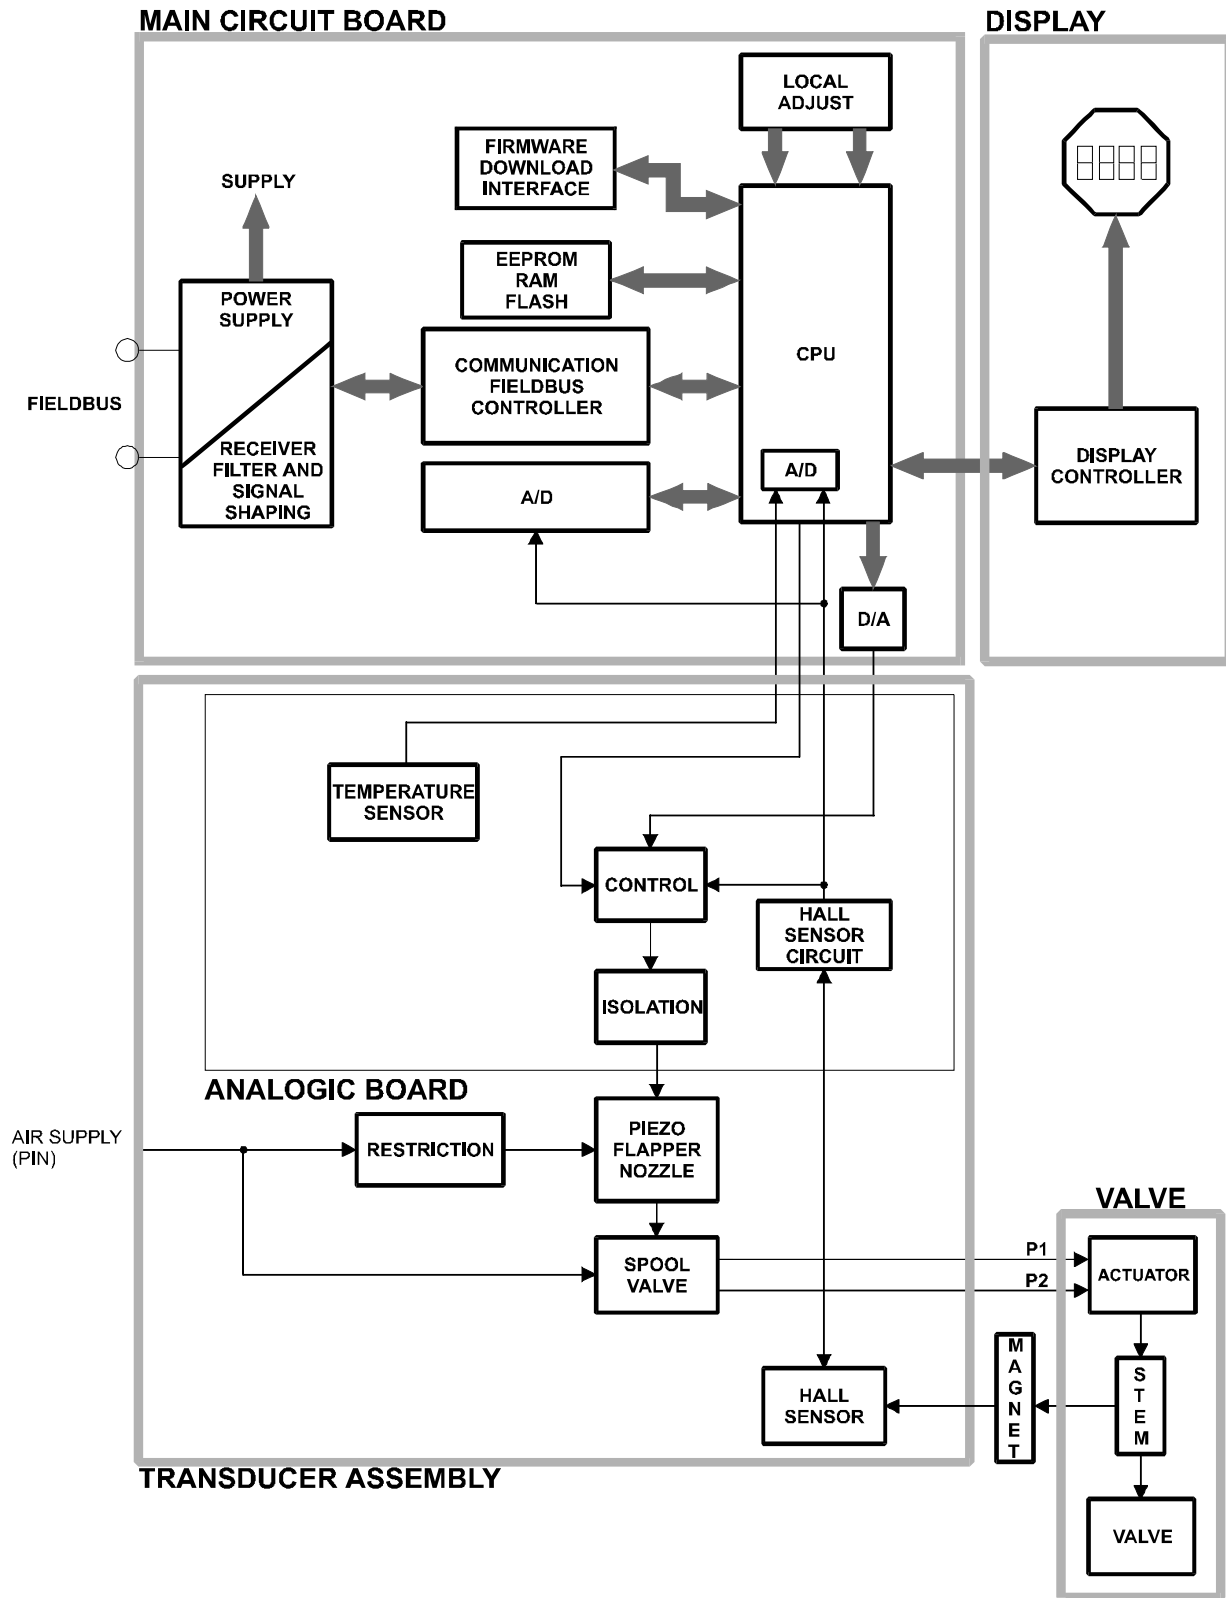 MAIN CIRCUIT BOARD
DISPLAY
LOCAL
ADJUST
FIRMWARE
DOWNLOAD
INTERFACE
SUPPLY
EEPROM
RAM
FLASH
POWER
SUPPLY
COMMUNICATION
FIELDBUS
CONTROLLER
CPU
FIELDBUS
RECEIVER
FILTER AND
SIGNAL
SHAPING
A/D
A/D
DISPLAY
CONTROLLER
D/A
TEMPERATURE
SENSOR
CONTROL
HALL
SENSOR
CIRCUIT
ISOLATION
ANALOGIC BOARD
AIR SUPPLY
(PIN)
RESTRICTION
PIEZO
FLAPPER
NOZZLE
VALVE
SPOOL
VALVE
P1
P2
ACTUATOR
MAGNET
STEM
HALL
SENSOR
TRANSDUCER ASSEMBLY
VALVE